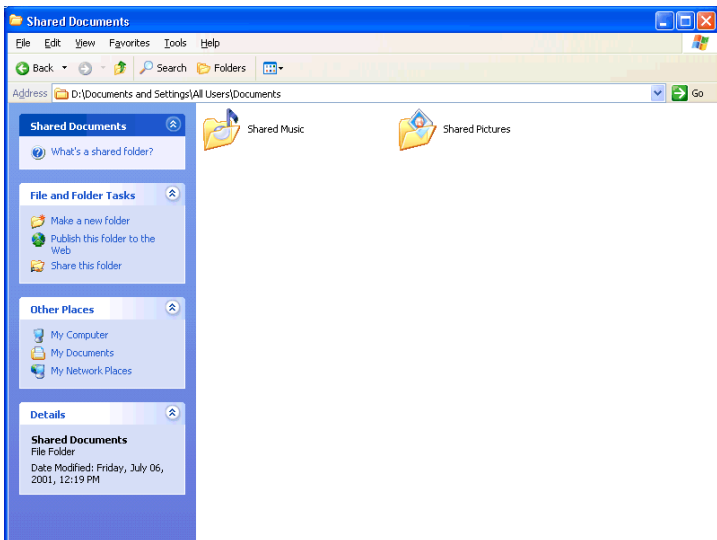 Shared Documents
File Edit View Favorites Tools Help
Back Search Folders
Address D:\Documents and Settings\All Users\Documents Go
Shared Documents
What's a shared folder?
File and Folder Tasks
Make a new folder
Publish this folder to the
Web
Share this folder
Other Places
My Computer
My Documents
My Network Places
Details
Shared Documents
File Folder
Date Modified: Friday, July 06,
2001, 12:19 PM
Shared Music
Shared Pictures